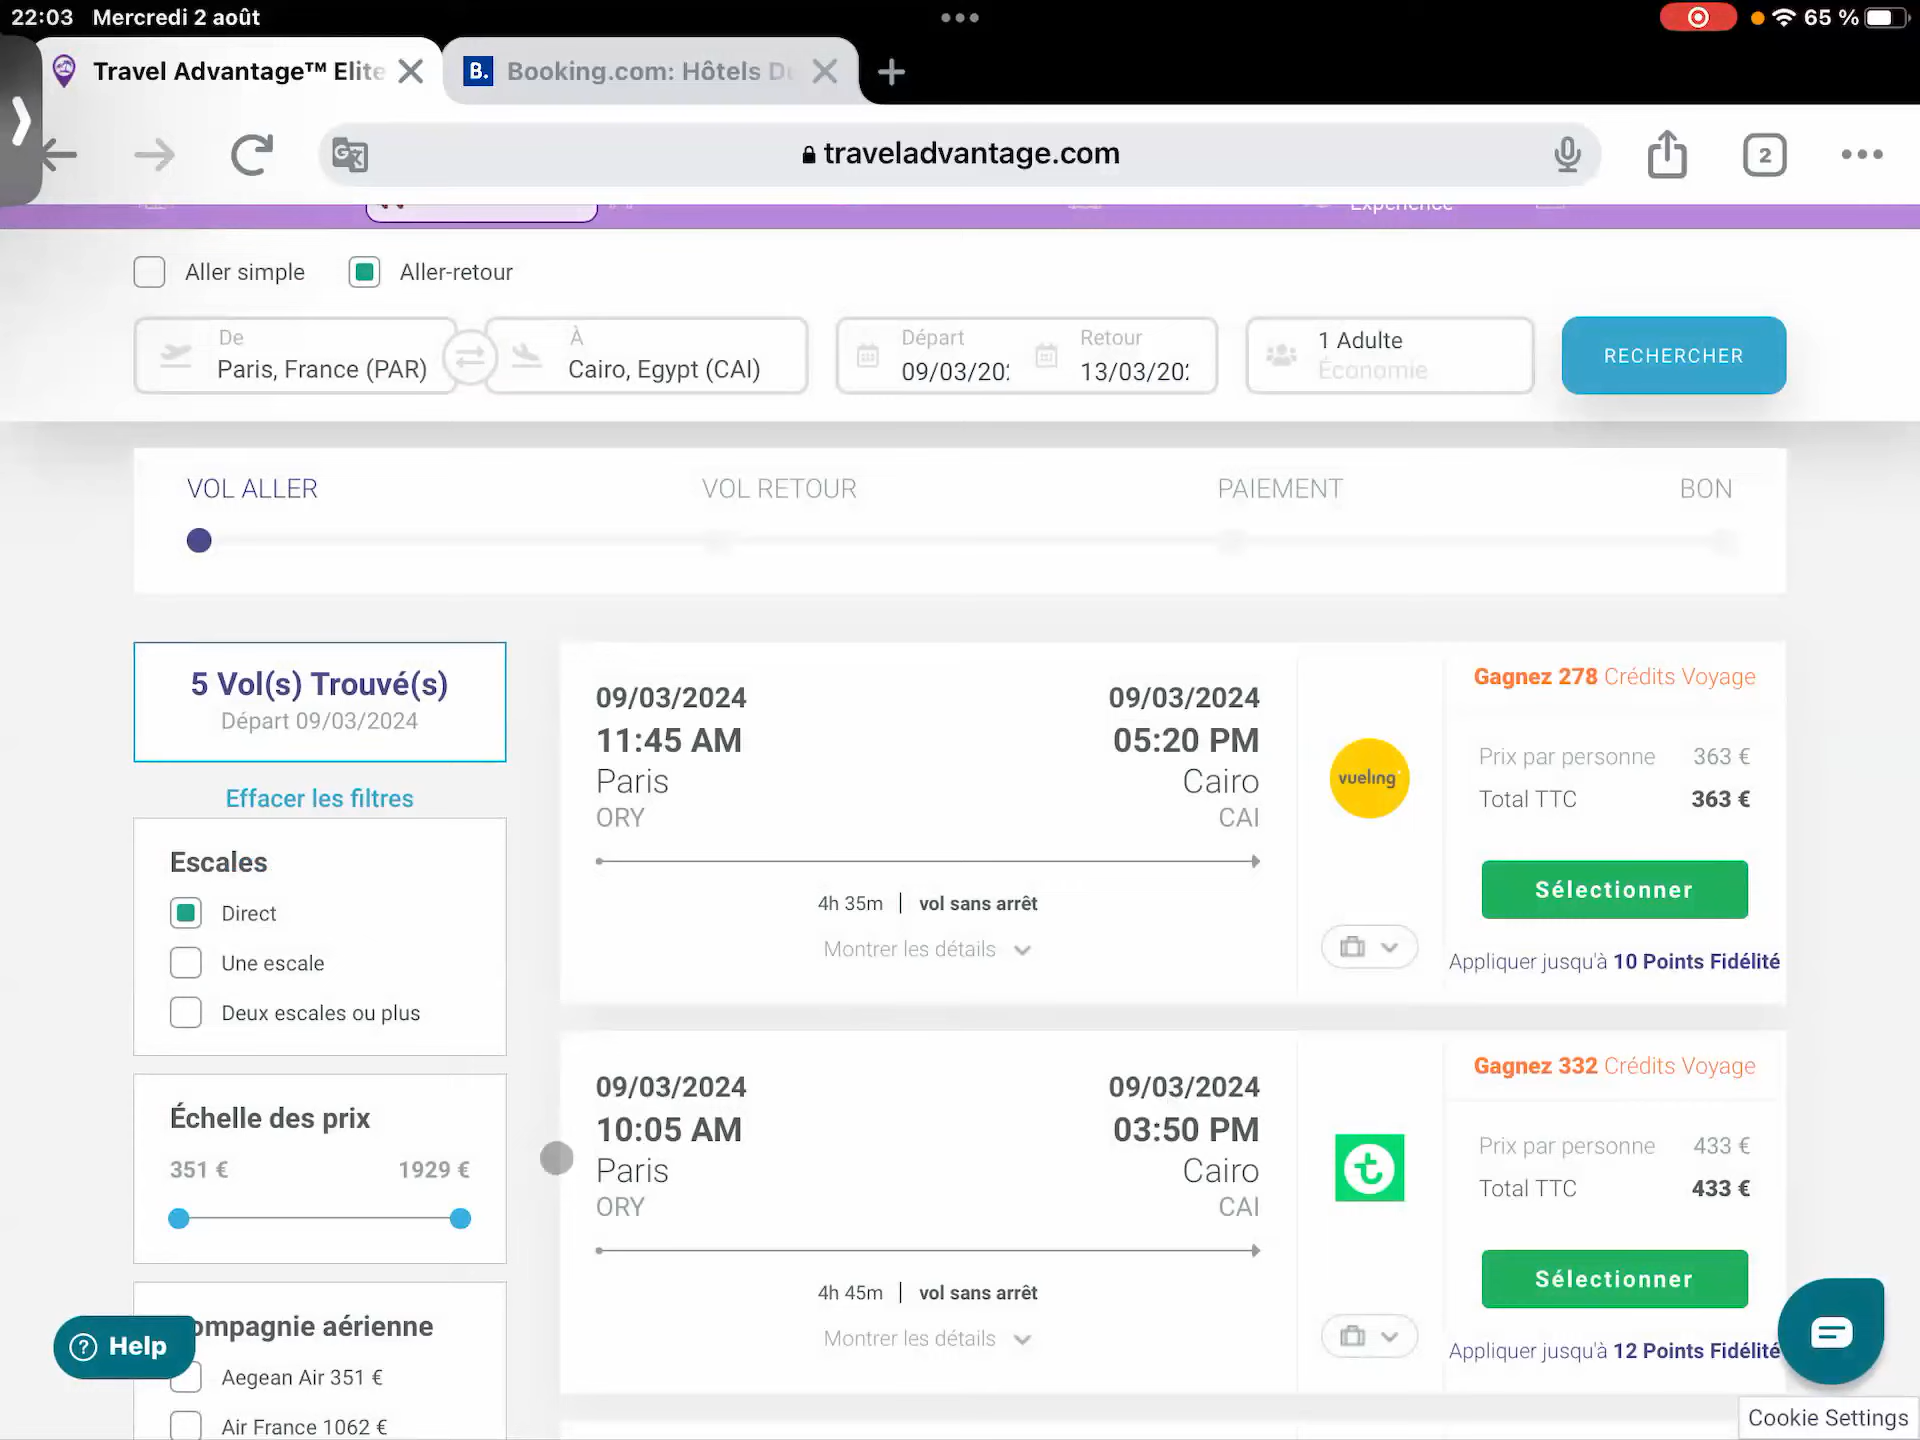 22:03 Mercredi 2 août
65 %
Travel Advantage™ Elite
B. Booking.com: Hôtels Du
traveladvantage.com
2
Expérience
Aller simple
Aller-retour
De
Paris, France (PAR)
À
Cairo, Egypt (CAI)
Départ
09/03/202
Retour
13/03/202
1 Adulte
Économie
RECHERCHER
VOL ALLER
VOL RETOUR
PAIEMENT
BON
5 Vol(s) Trouvé(s)
Départ 09/03/2024
Effacer les filtres
Escales
Direct
Une escale
Deux escales ou plus
Échelle des prix
351 € 1929 €
ompagnie aérienne
Aegean Air 351 €
Air France 1062 €
Help
09/03/2024 09/03/2024
11:45 AM 05:20 PM
Paris Cairo
ORY CAI
4h 35m | vol sans arrêt
Montrer les détails
vueling
Gagnez 278 Crédits Voyage
Prix par personne 363 €
Total TTC 363 €
Sélectionner
Appliquer jusqu'à 10 Points Fidélité
09/03/2024 09/03/2024
10:05 AM 03:50 PM
Paris Cairo
ORY CAI
4h 45m | vol sans arrêt
Montrer les détails
t
Gagnez 332 Crédits Voyage
Prix par personne 433 €
Total TTC 433 €
Sélectionner
Appliquer jusqu'à 12 Points Fidélité
Cookie Settings